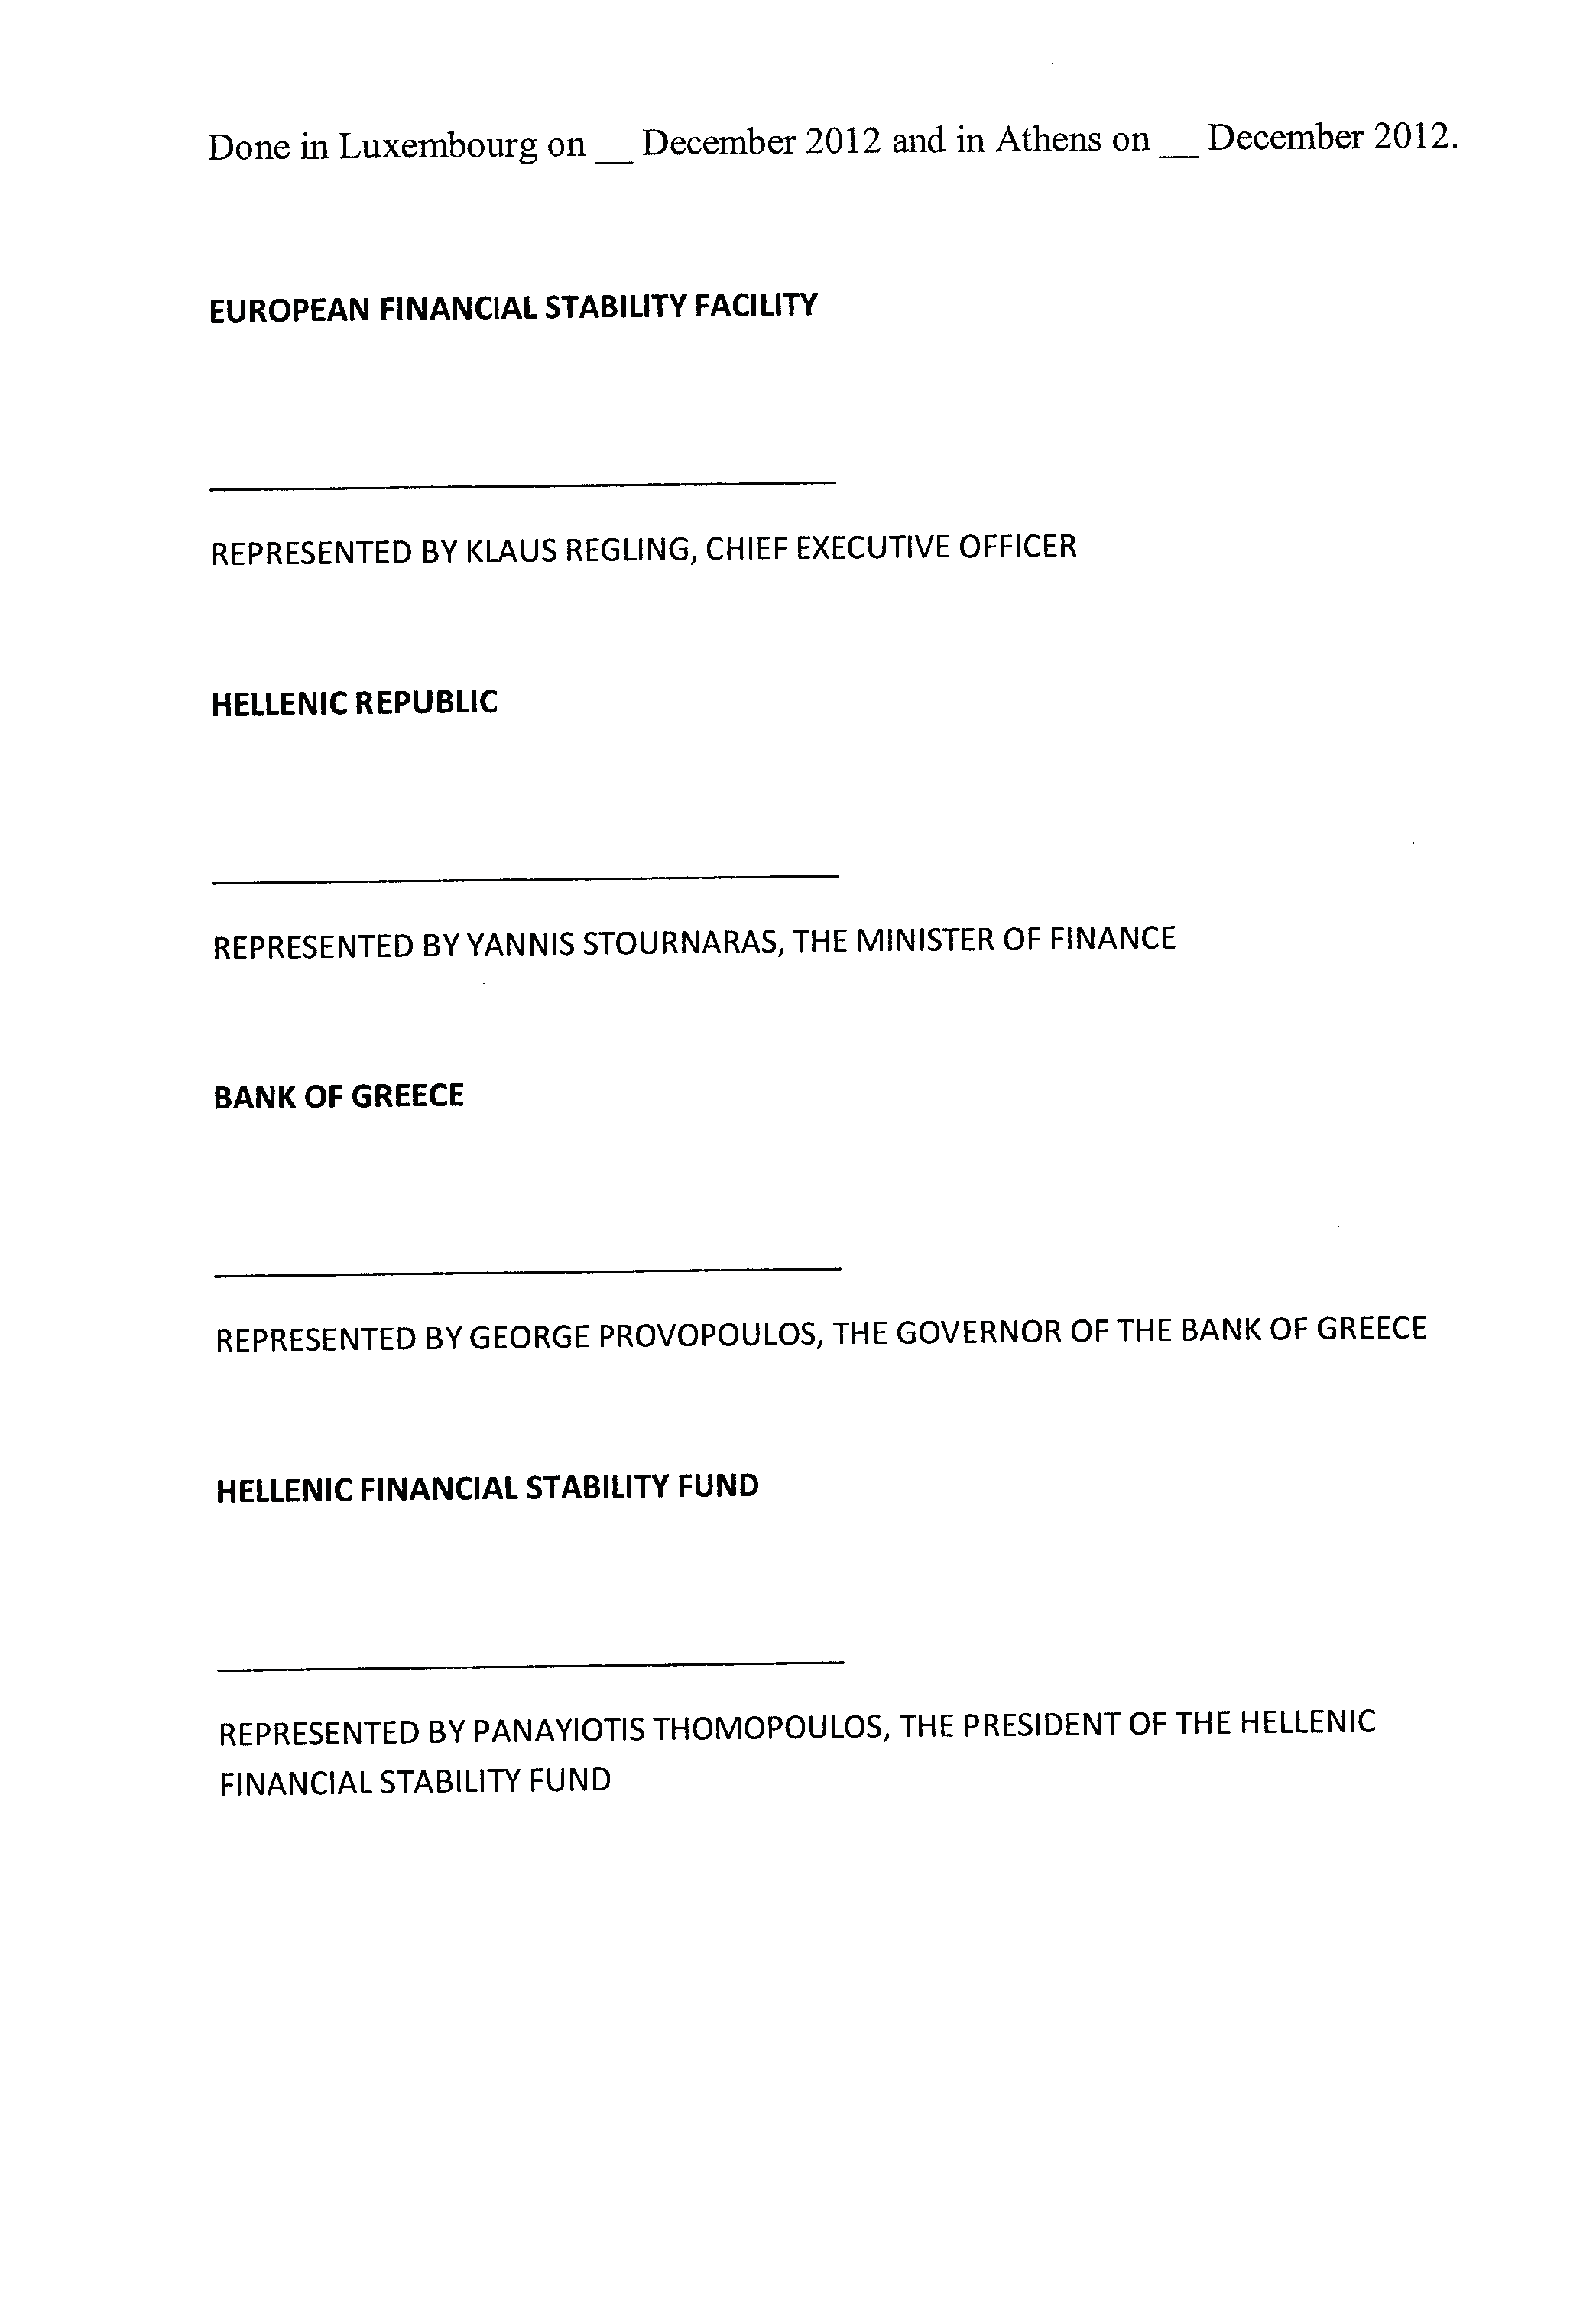 Done in Luxembourg on __ December 2012 and in Athens on __ December 2012.
EUROPEAN FINANCIAL STABILITY FACILITY
REPRESENTED BY KLAUS REGLING, CHIEF EXECUTIVE OFFICER
HELLENIC REPUBLIC
REPRESENTED BY YANNIS STOURNARAS, THE MINISTER OF FINANCE
BANK OF GREECE
REPRESENTED BY GEORGE PROVOPOULOS, THE GOVERNOR OF THE BANK OF GREECE
HELLENIC FINANCIAL STABILITY FUND
REPRESENTED BY PANAYIOTIS THOMOPOULOS, THE PRESIDENT OF THE HELLENIC
FINANCIAL STABILITY FUND